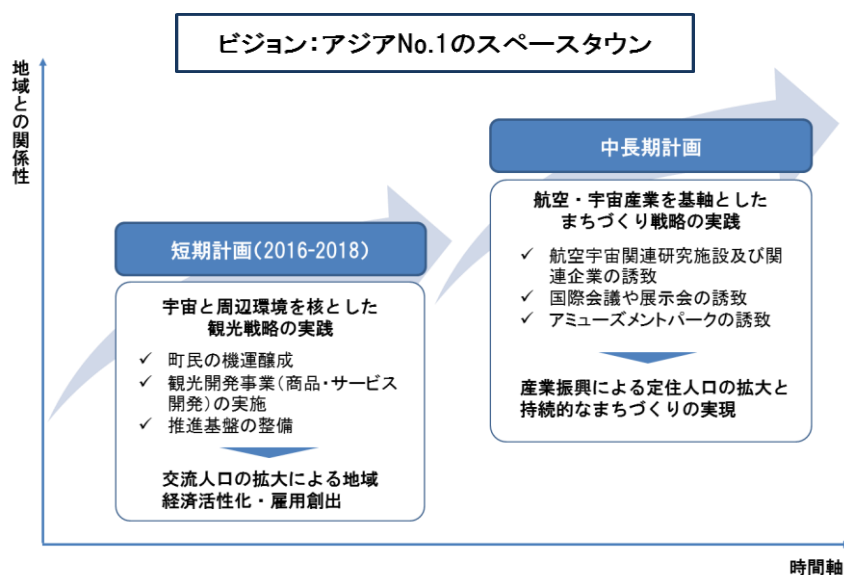 ビジョン：アジアNo.1のスペースタウン
地域との関係性
短期計画（2016-2018）
宇宙と周辺環境を核とした
観光戦略の実践
✓ 町民の機運醸成
✓ 観光開発事業（商品・サービス
開発）の実施
✓ 推進基盤の整備
交流人口の拡大による地域
経済活性化・雇用創出
中長期計画
航空・宇宙産業を基軸とした
まちづくり戦略の実践
✓ 航空宇宙関連研究施設及び関
連企業の誘致
✓ 国際会議や展示会の誘致
✓ アミューズメントパークの誘致
産業振興による定住人口の拡大と
持続的なまちづくりの実現
時間軸